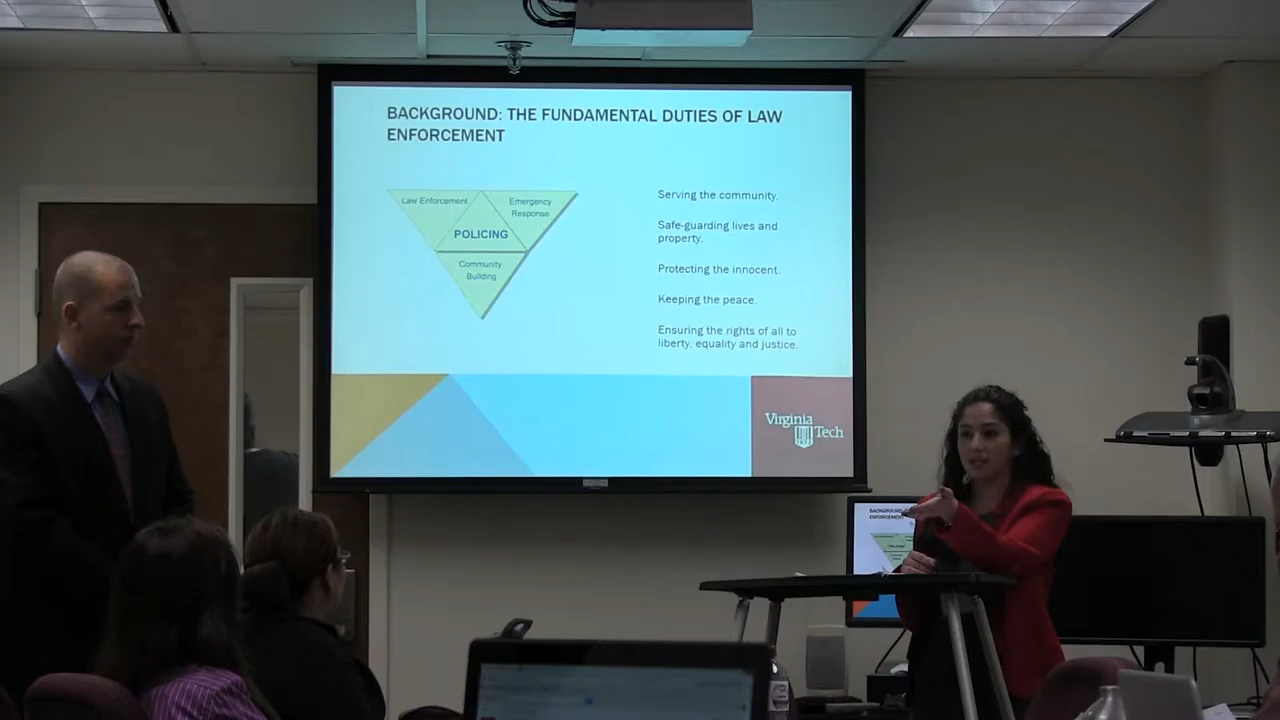 BACKGROUND: THE FUNDAMENTAL DUTIES OF LAW
ENFORCEMENT
Law Enforcement
Emergency
Response
POLICING
Community
Building
Serving the community.
Safe-guarding lives and
property.
Protecting the innocent.
Keeping the peace.
Ensuring the rights of all to
liberty, equality and justice.
Virginia
Tech
BACKGROUND:
ENFORCEMENT